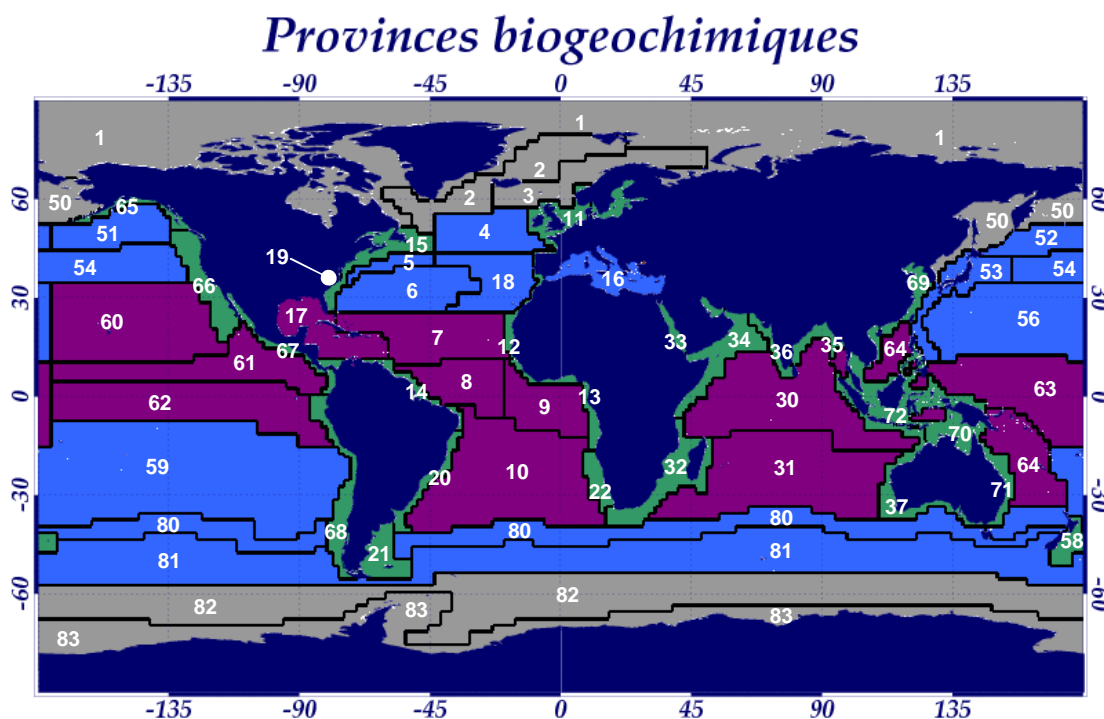 Provinces biogeochimiques
-135 -90 -45 0 45 90 135
1 1 1
2
60 50 65 2 3 11 50 50 60
51 15 4 52
54 19 5 16 53 54
66 6 18 69
30 30
60 17 7 33 34 56
67 12 36 35 64
61
0 62 14 8 9 13 30 72 63 0
59 20 10 32 31 70 64
-30 22 37 71 -30
80 68 80 80 58
81 21 81
-60 82 83 82 -60
83 83
-135 -90 -45 0 45 90 135